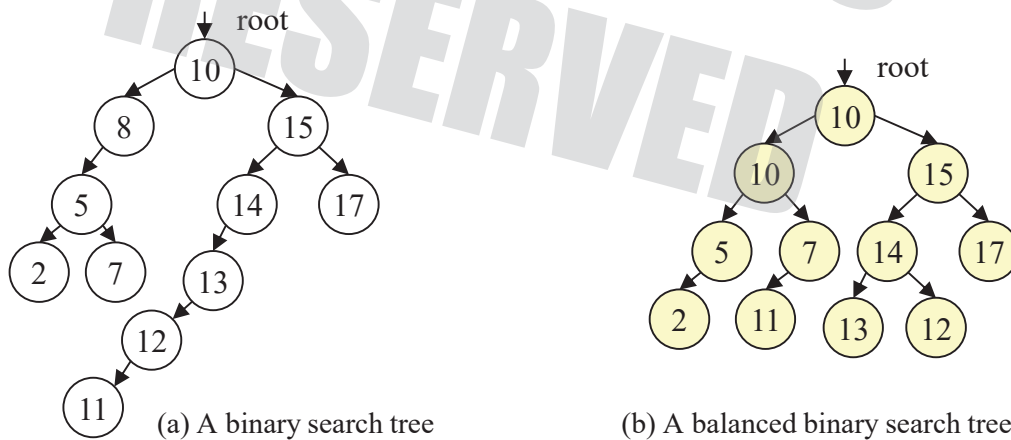 RESERVED
root
10
8 15
5 14 17
2 7 13
12
11
(a) A binary search tree
root
10
10 15
5 7 14 17
2 11 13 12
(b) A balanced binary search tree